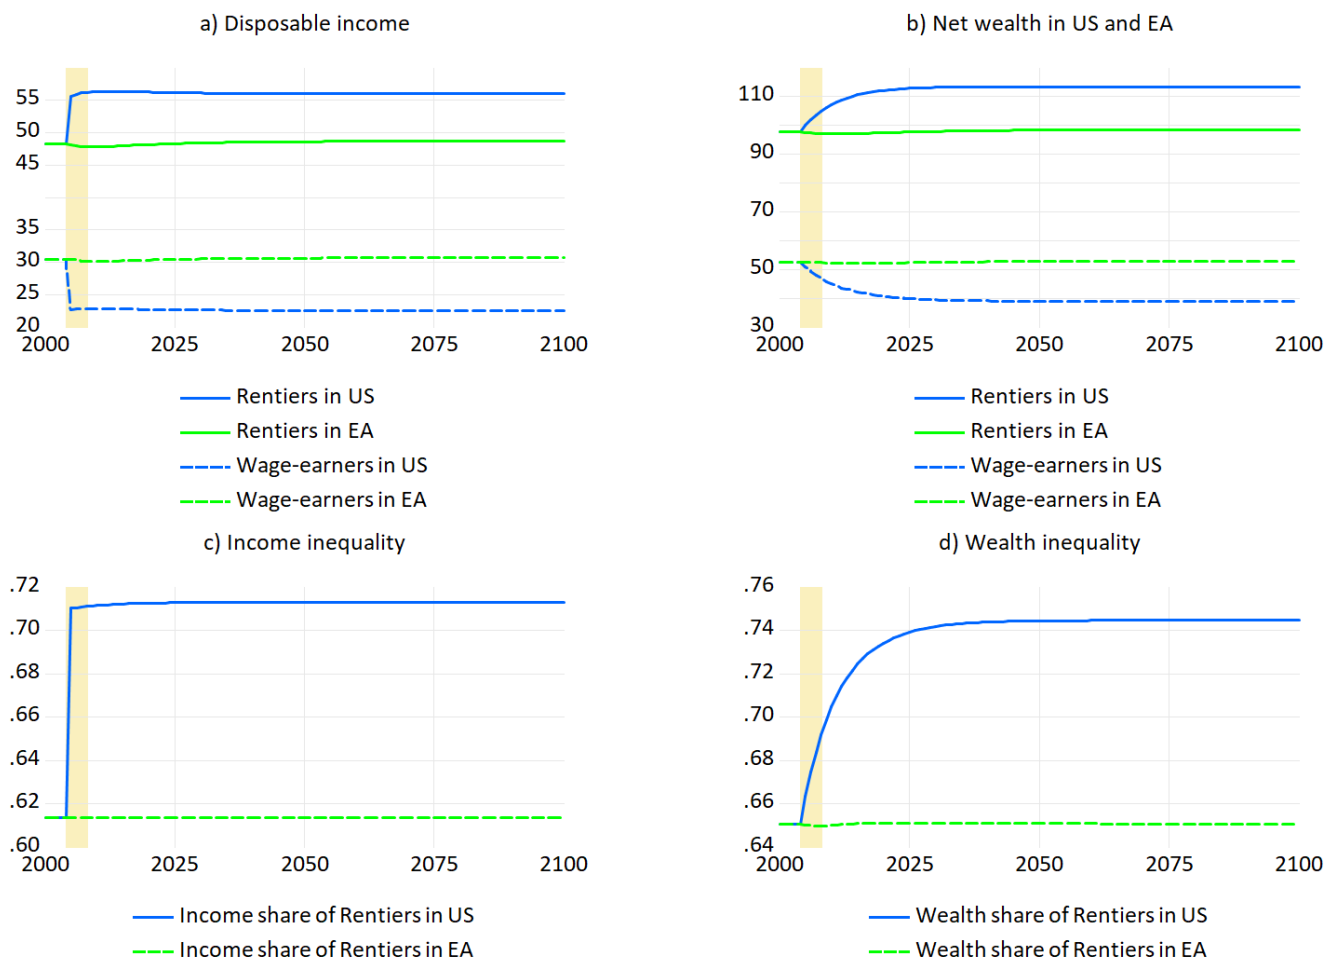 a) Disposable income
55
50
45
35
30
25
20
2000 2025 2050 2075 2100
Rentiers in US
Rentiers in EA
Wage-earners in US
Wage-earners in EA
b) Net wealth in US and EA
110
90
70
50
30
2000 2025 2050 2075 2100
Rentiers in US
Rentiers in EA
Wage-earners in US
Wage-earners in EA
c) Income inequality
.72
.70
.68
.66
.64
.62
.60
2000 2025 2050 2075 2100
Income share of Rentiers in US
Income share of Rentiers in EA
d) Wealth inequality
.76
.74
.72
.70
.68
.66
.64
2000 2025 2050 2075 2100
Wealth share of Rentiers in US
Wealth share of Rentiers in EA